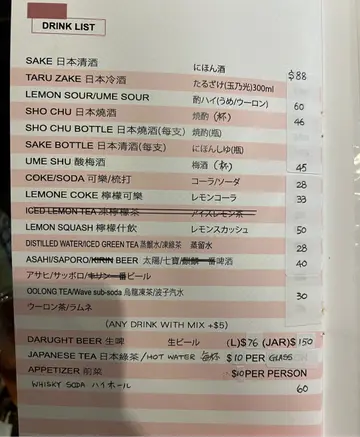 DRINK LIST
SAKE 日本清酒 にほん酒 $88
TARU ZAKE 日本冷酒 たるざけ(玉乃光)300ml
LEMON SOUR/UME SOUR 酎ハイ(うめ/ウーロン) 60
SHO CHU 日本燒酒 焼酎 (杯) 46
SHO CHU BOTTLE 日本燒酒(每支) 焼酎(瓶)
SAKE BOTTLE 日本清酒(每支) にほんしゅ(瓶)
UME SHU 酸梅酒 梅酒 (杯) 45
COKE/SODA 可樂/梳打 コーラ/ソーダ 28
LEMONE COKE 檸檬可樂 レモンコーラ 33
ICED LEMON TEA 凍檸檬茶 アイスレモン茶
LEMON SQUASH 檸檬什飲 レモンスカッシュ 50
DISTILLED WATER/ICED GREEN TEA 蒸餾水/凍綠茶 蒸留水 28
ASAHI/SAPORO/KIRIN BEER 太陽/七寶/麒麟一番啤酒 40
アサヒ/サッポロ/キリン一番ビール
OOLONG TEA/Wave sub-soda 烏龍凍茶/波子汽水 30
ウーロン茶/ラムネ
(ANY DRINK WITH MIX +$5)
DARUGHT BEER 生啤 生ビール (L)$76 (JAR)$150
JAPANESE TEA 日本綠茶/HOT WATER 每杯 $10 PER GLASS
APPETIZER 前菜 $10 PER PERSON
WHISKY SODA ハイボール 60